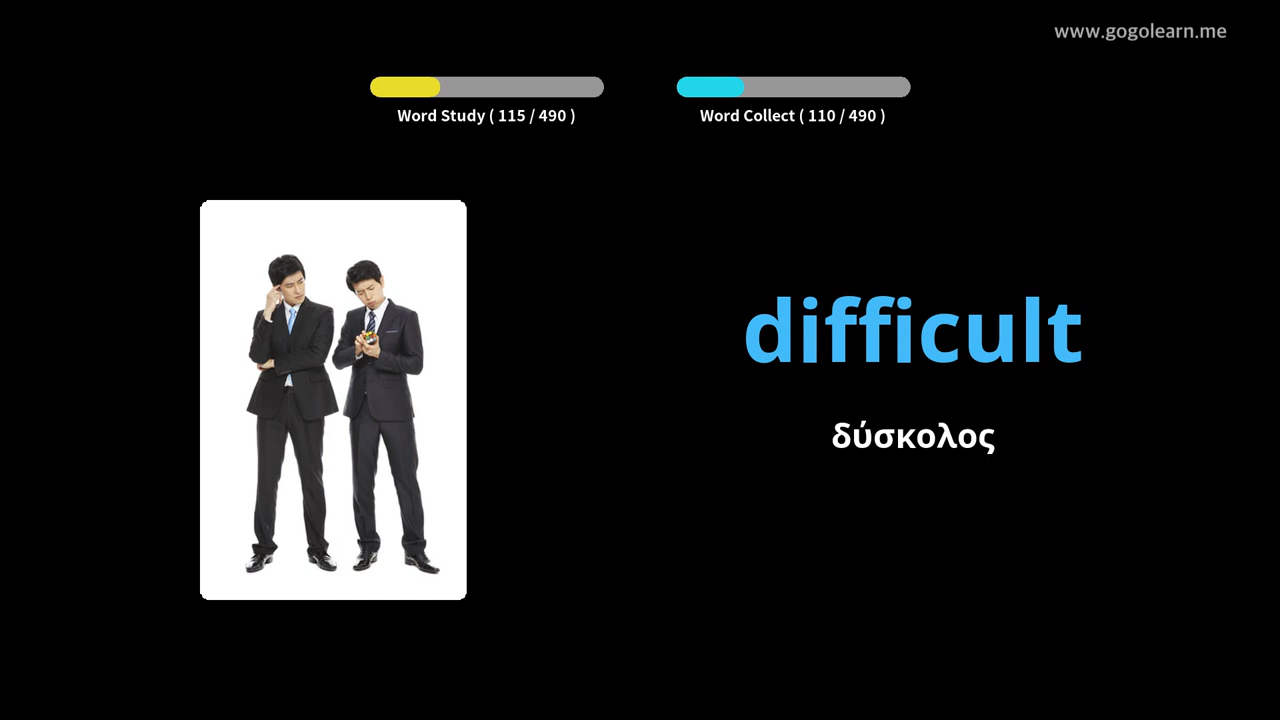 www.gogolearn.me
Word Study ( 115 / 490 )
Word Collect ( 110 / 490 )
difficult
δύσκολος